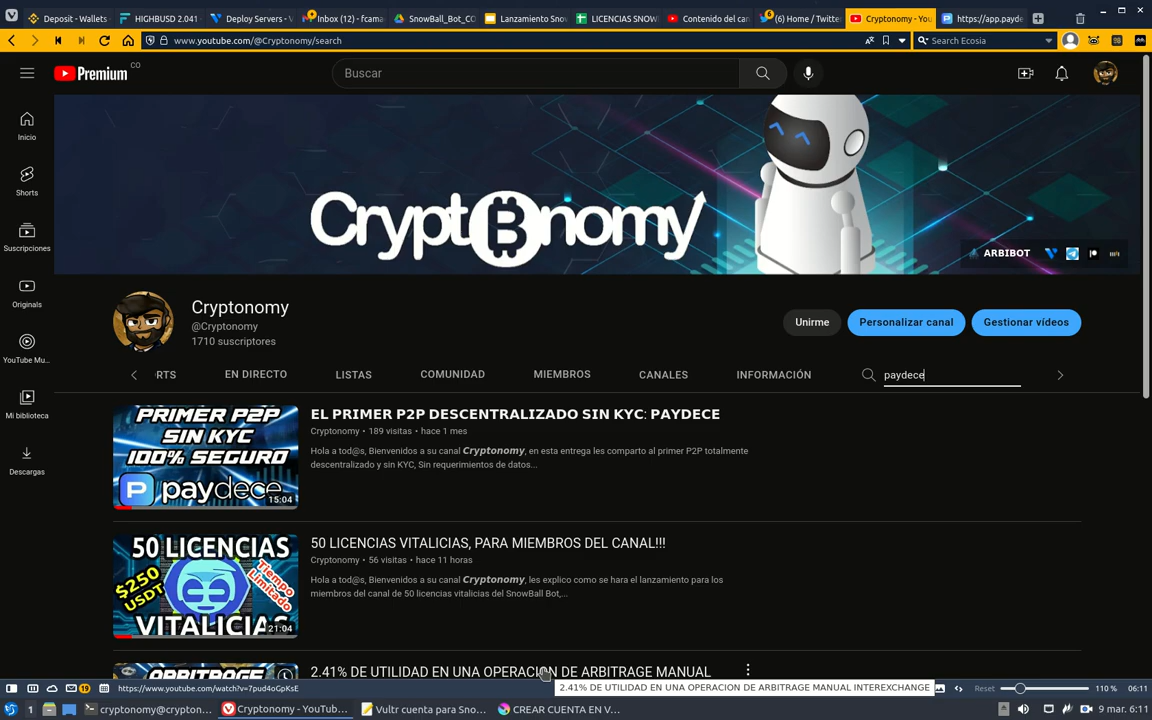 Deposit - Wallets
HIGHBUSD 2.041
Deploy Servers - V
Inbox (12) - fcama
SnowBall_Bot_CO
Lanzamiento Snow
LICENCIAS SNOW
Contenido del can
(6) Home / Twitter
Cryptonomy - You
https://app.payde
www.youtube.com/@Cryptonomy/search
Search Ecosia
Premium CO
Buscar
Inicio
Shorts
Suscripciones
Originals
YouTube Mu...
Mi biblioteca
Descargas
Cryptonomy
ARBIBOT
Cryptonomy
@Cryptonomy
1710 suscriptores
Unirme
Personalizar canal
Gestionar vídeos
RTS
EN DIRECTO
LISTAS
COMUNIDAD
MIEMBROS
CANALES
INFORMACIÓN
paydece
PRIMER P2P
SIN KYC
100% SEGURO
paydece
15:04
EL PRIMER P2P DESCENTRALIZADO SIN KYC: PAYDECE
Cryptonomy • 189 visitas • hace 1 mes
Hola a tod@s, Bienvenidos a su canal Cryptonomy, en esta entrega les comparto al primer P2P totalmente
descentralizado y sin KYC, Sin requerimientos de datos...
50 LICENCIAS
$250
USDT
Tiempo
Limitado
VITALICIAS
21:04
50 LICENCIAS VITALICIAS, PARA MIEMBROS DEL CANAL!!!
Cryptonomy • 56 visitas • hace 11 horas
Hola a tod@s, Bienvenidos a su canal Cryptonomy, les explico como se hara el lanzamiento para los
miembros del canal de 50 licencias vitalicias del SnowBall Bot,...
ARBITRAGE
2.41% DE UTILIDAD EN UNA OPERACION DE ARBITRAGE MANUAL
2.41% DE UTILIDAD EN UNA OPERACION DE ARBITRAGE MANUAL INTEREXCHANGE
19
https://www.youtube.com/watch?v=7pud4oGpKsE
Reset
110 %
06:11
1
cryptonomy@crypton...
Cryptonomy - YouTub...
Vultr cuenta para Sno...
CREAR CUENTA EN V...
9 mar. 6:11